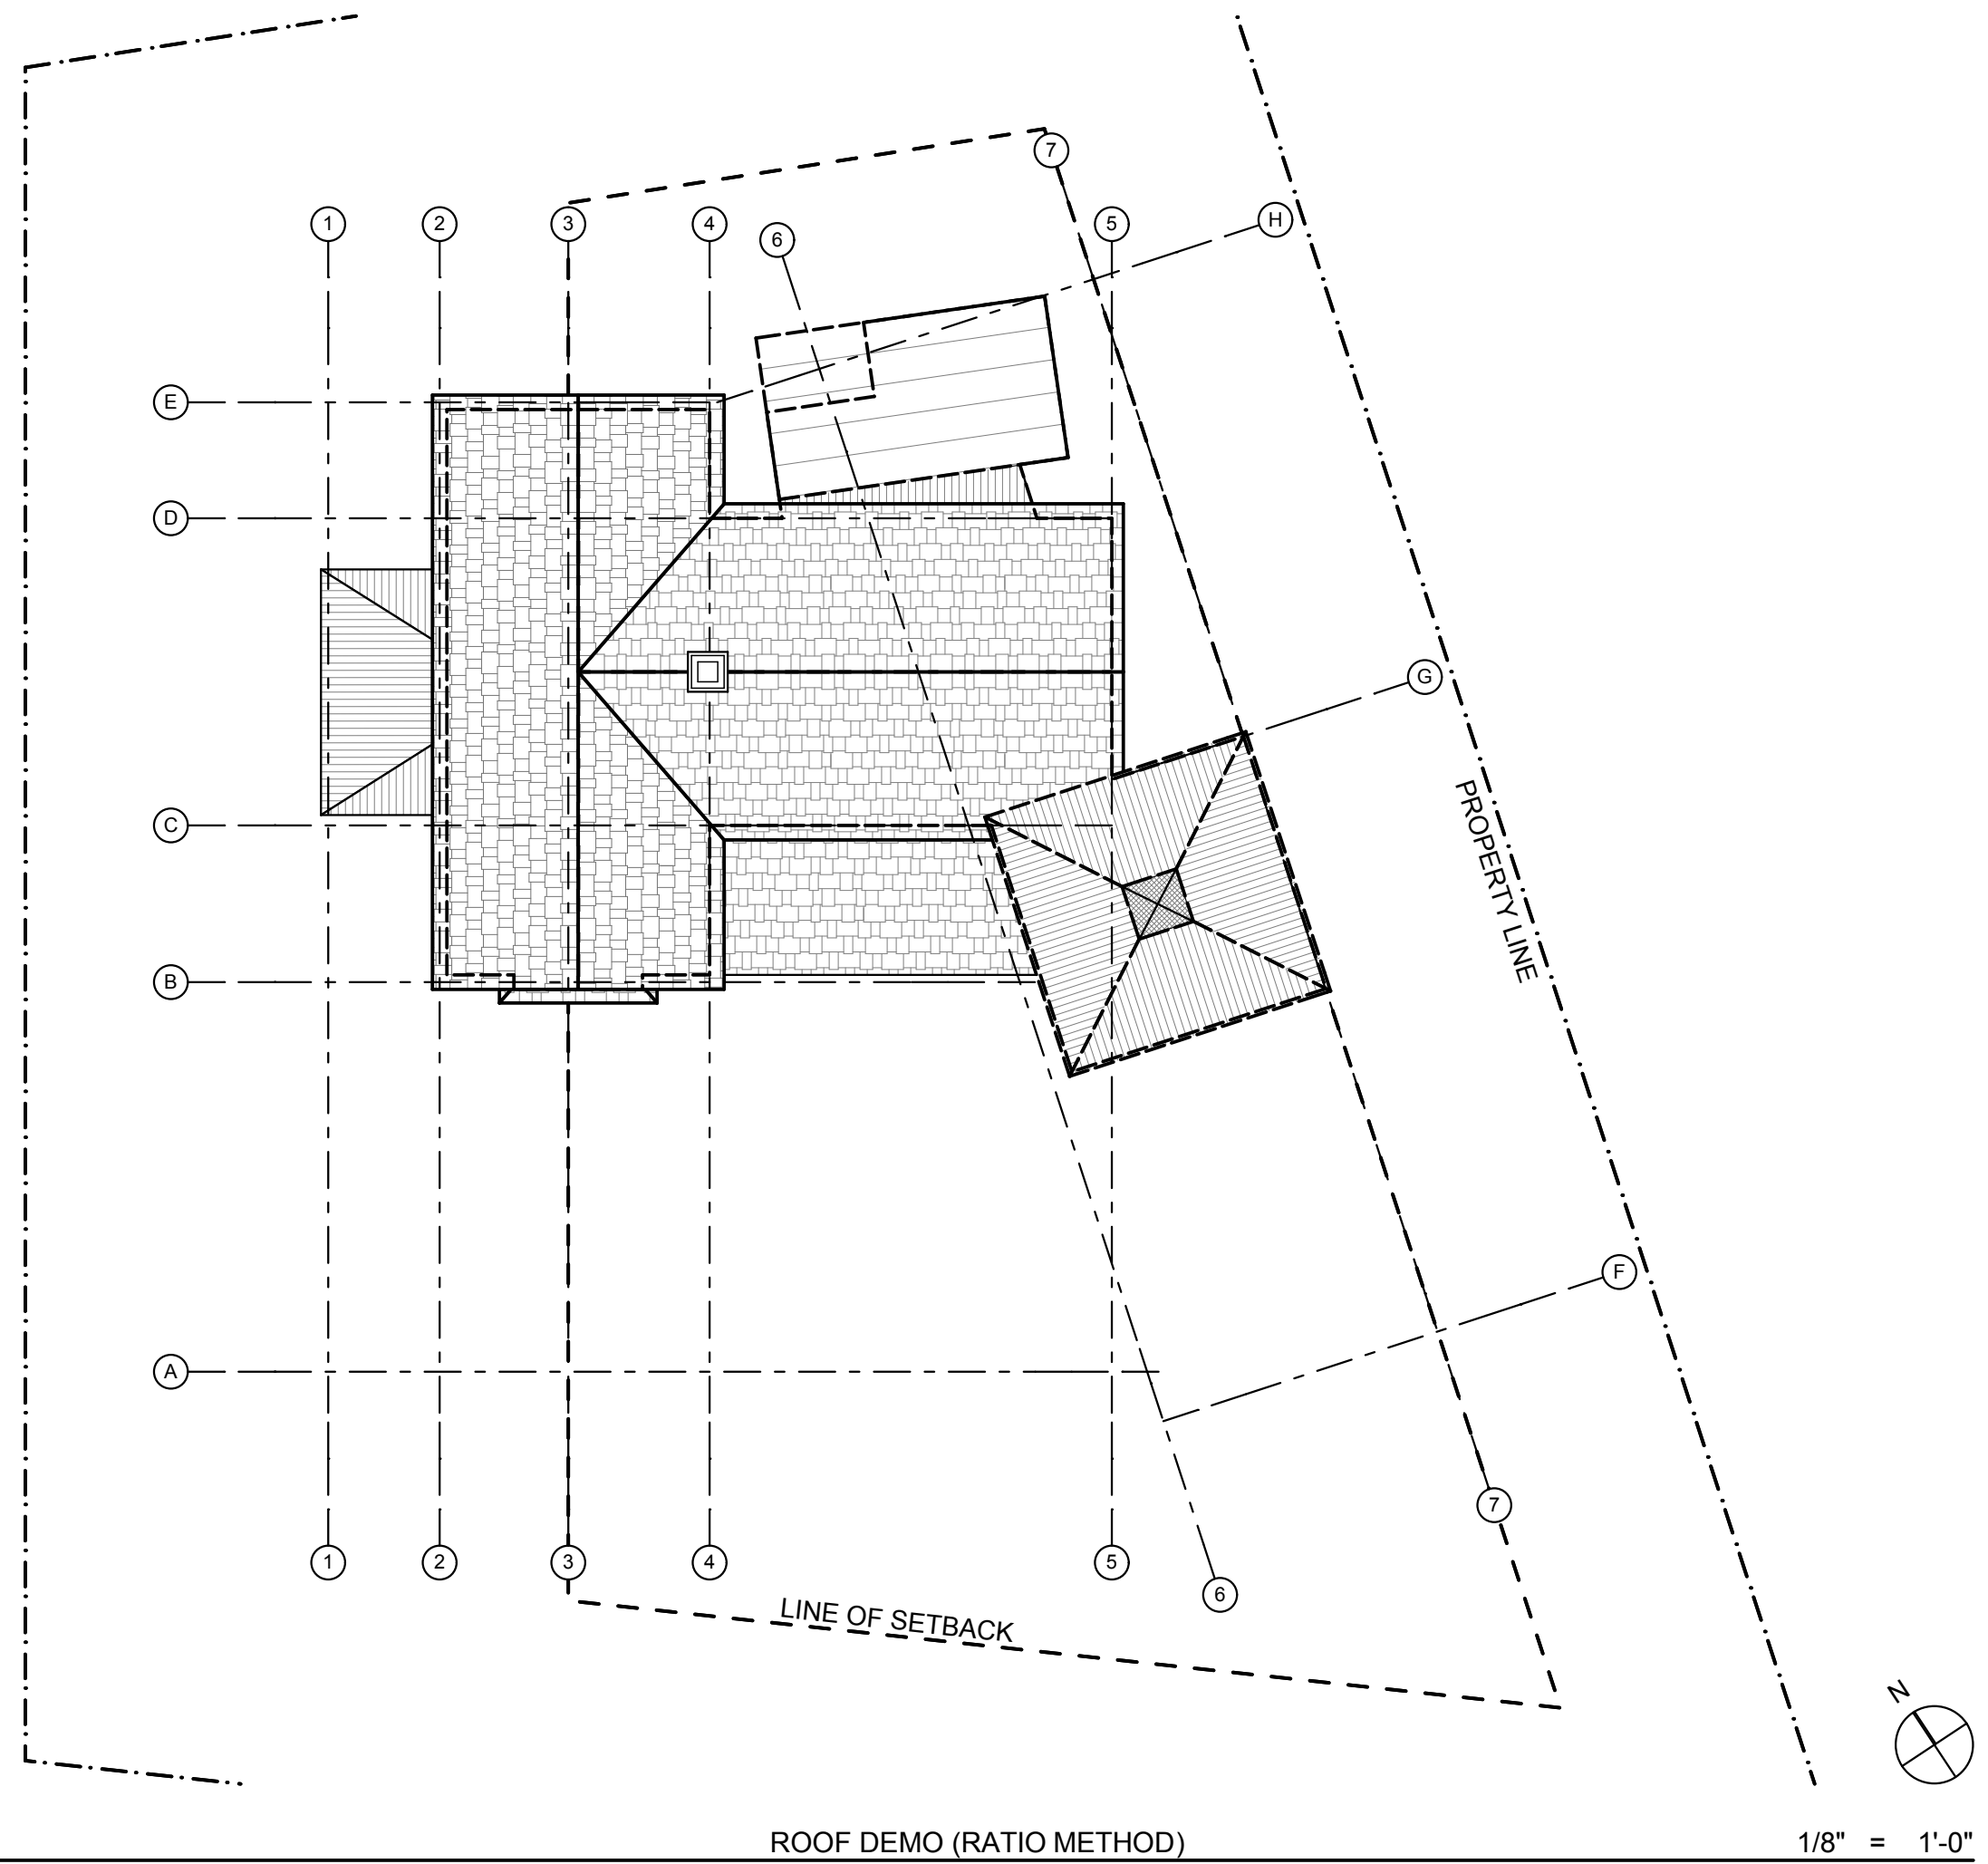 7
H
1
2
3
4
6
5
E
D
G
C
PROPERTY LINE
B
F
A
7
1
2
3
4
5
6
LINE OF SETBACK
N
ROOF DEMO (RATIO METHOD)
1/8" = 1'-0"